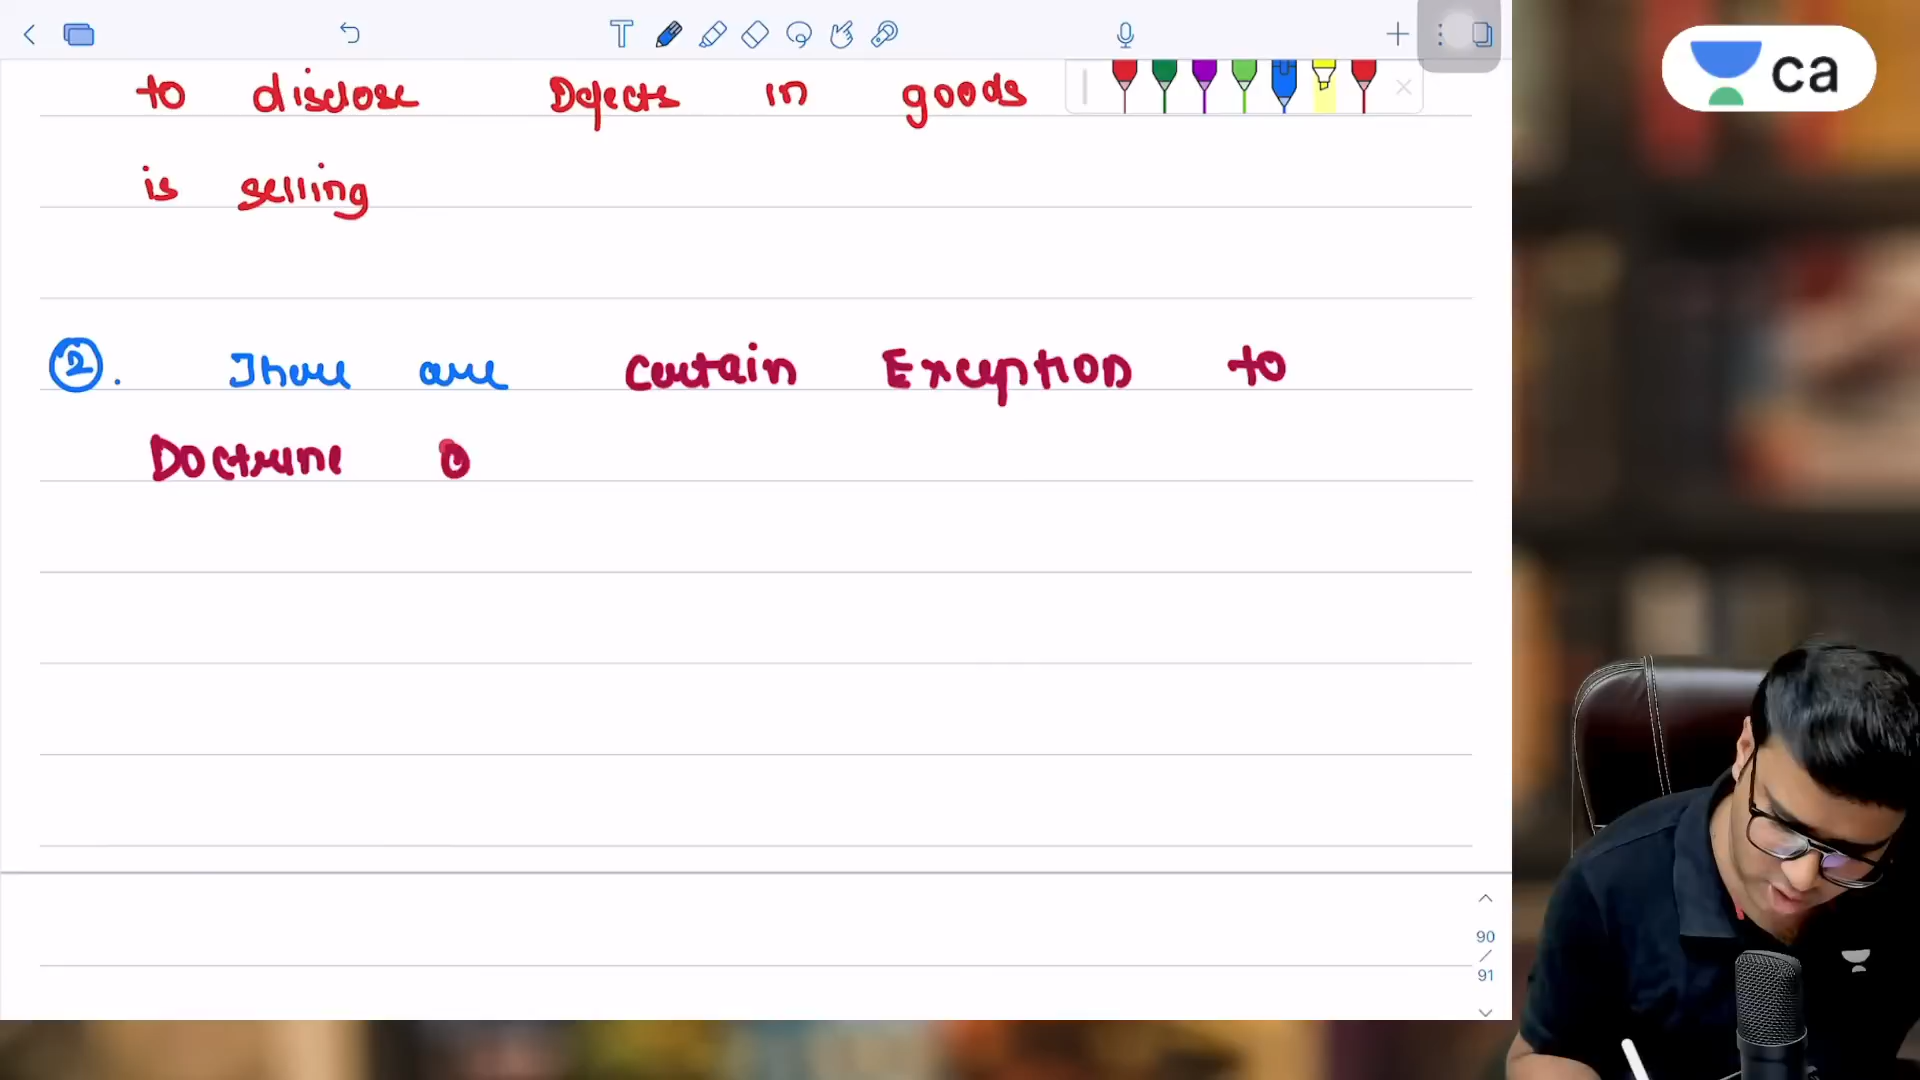 ca
to disclose Defects in goods
is selling
2. There are Certain Exception to
Doctrine o
90
/
91